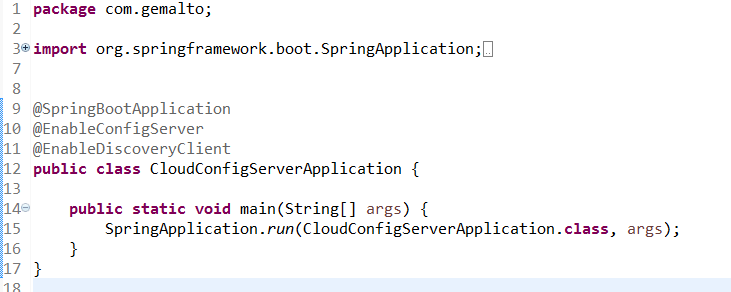 1 package com.gemalto;
2
3 import org.springframework.boot.SpringApplication;
7
8
9 @SpringBootApplication
10 @EnableConfigServer
11 @EnableDiscoveryClient
12 public class CloudConfigServerApplication {
13
14     public static void main(String[] args) {
15         SpringApplication.run(CloudConfigServerApplication.class, args);
16     }
17 }
18